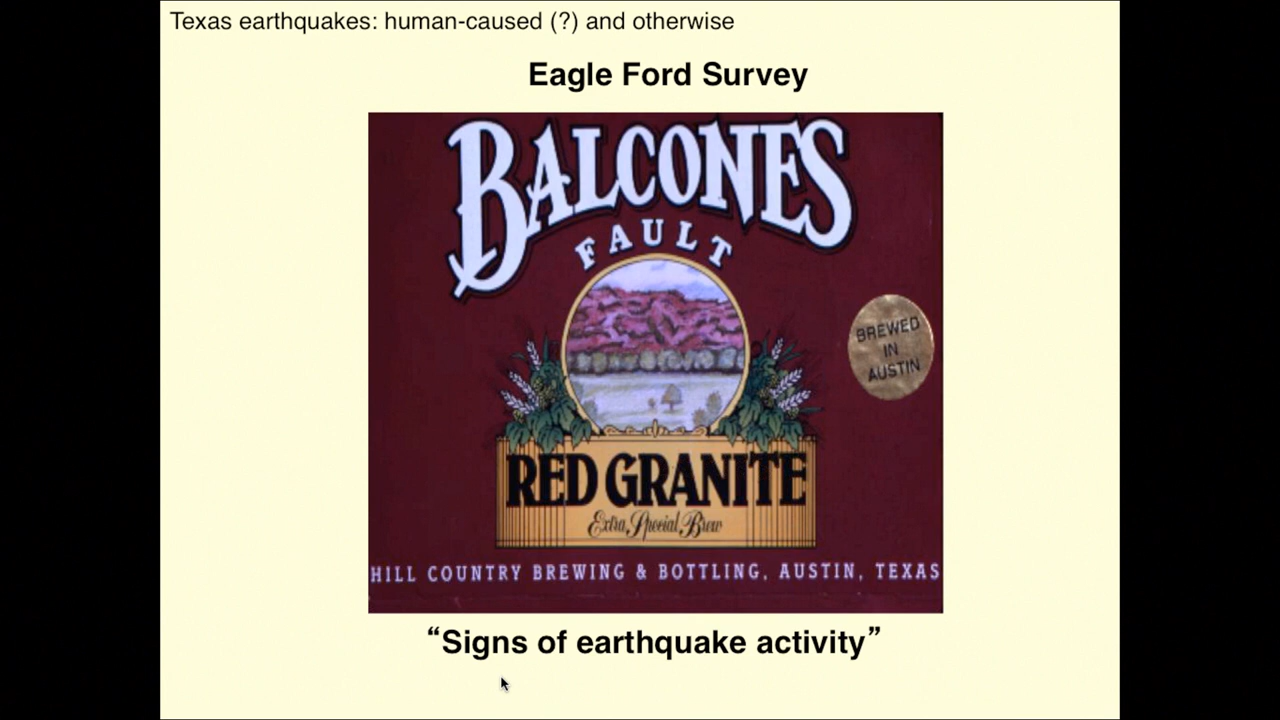 Texas earthquakes: human-caused (?) and otherwise
Eagle Ford Survey
BALCONES
FAULT
BREWED
IN
AUSTIN
RED GRANITE
Extra Special Brew
HILL COUNTRY BREWING & BOTTLING, AUSTIN, TEXAS
“Signs of earthquake activity”